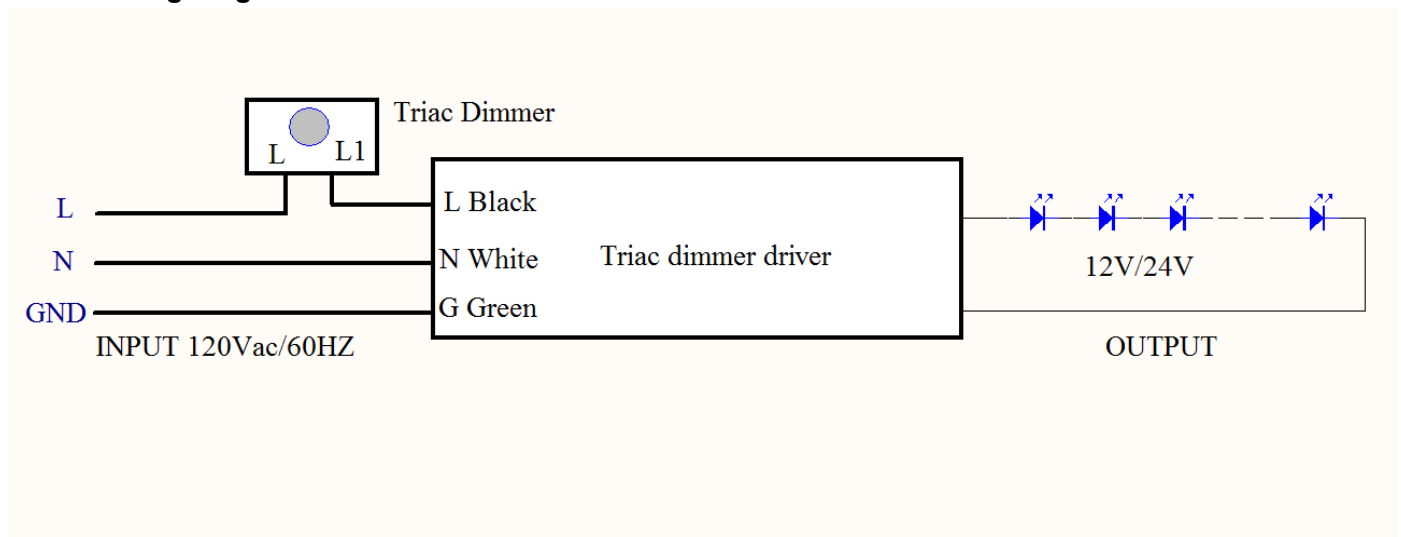 Triac Dimmer
L L1
L
L Black
N
N White
Triac dimmer driver
12V/24V
GND
G Green
INPUT 120Vac/60HZ
OUTPUT